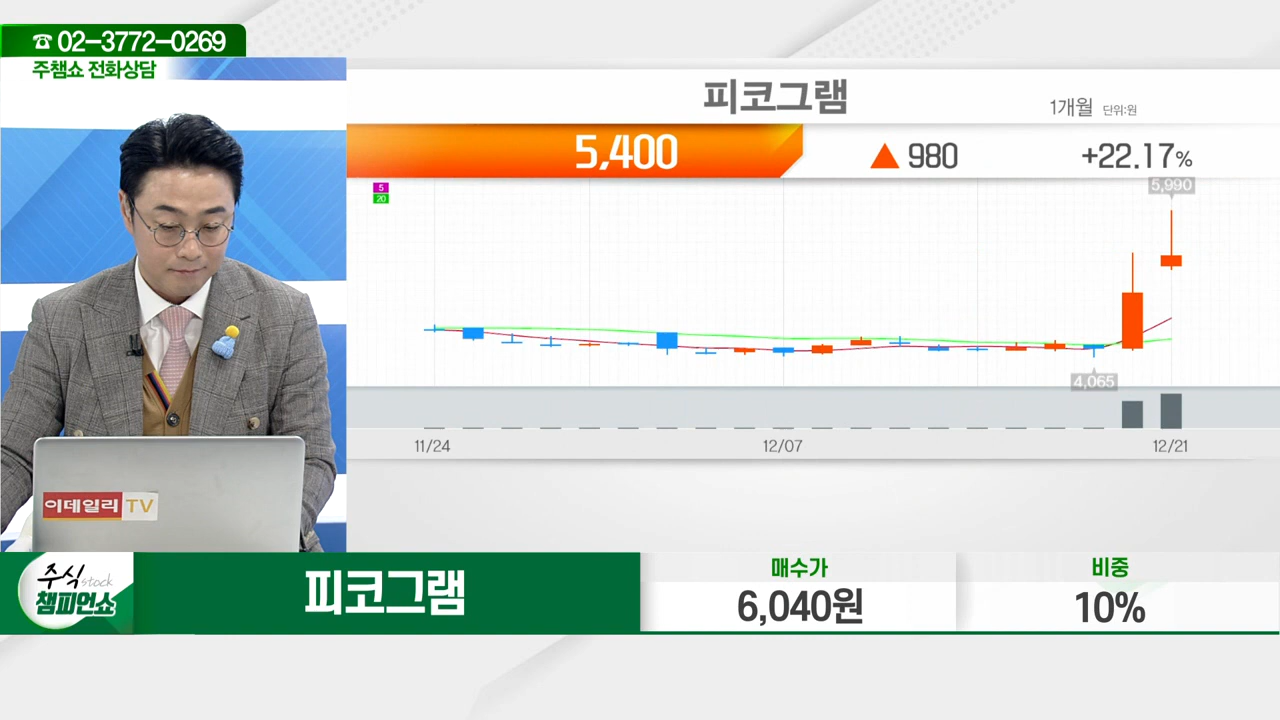 ☎ 02-3772-0269
주챔쇼 전화상담
피코그램
1개월 단위:원
5,400 ▲ 980 +22.17%
5
20
5,990
4,065
11/24 12/07 12/21
이데일리 TV
주식 stock
챔피언쇼
피코그램
매수가
6,040원
비중
10%